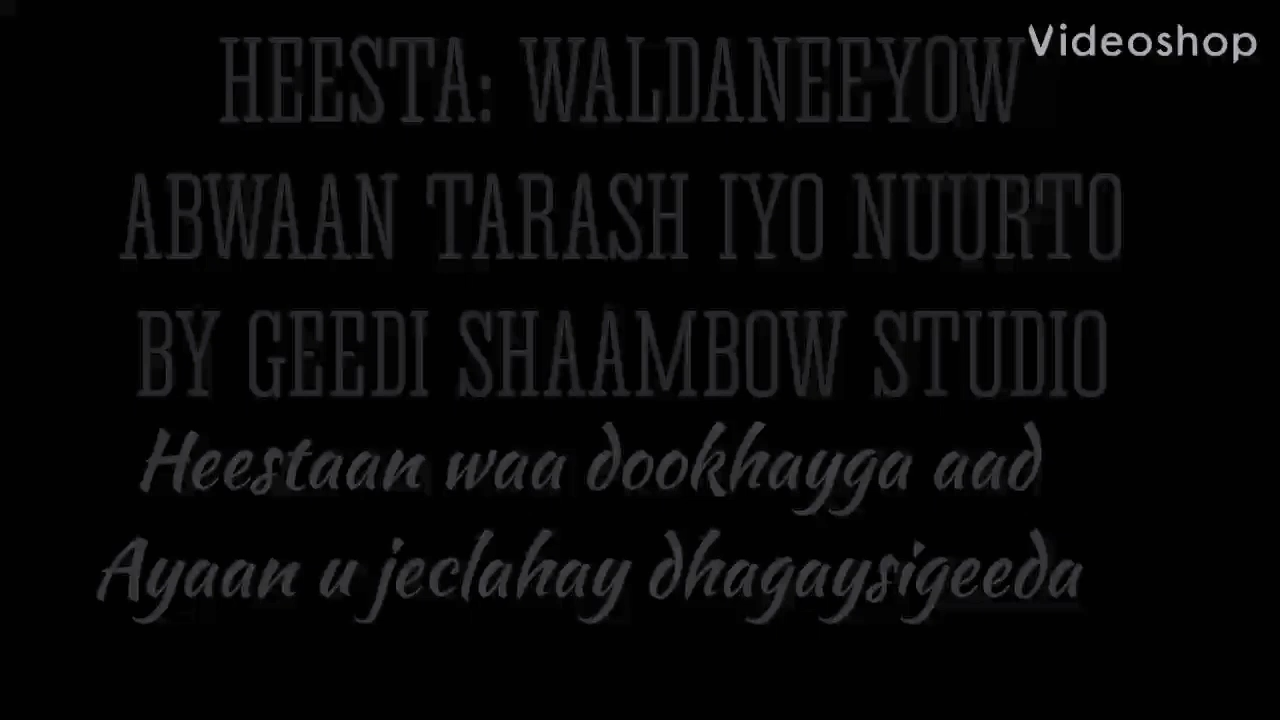 Videoshop
HEESTA: WALDANEEYOW
ABWAAN TARASH IYO NUURTO
BY GEEDI SHAAMBOW STUDIO
Heestaan waa dookhayga aad
Ayaan u jeclahay dhagaysigeeda